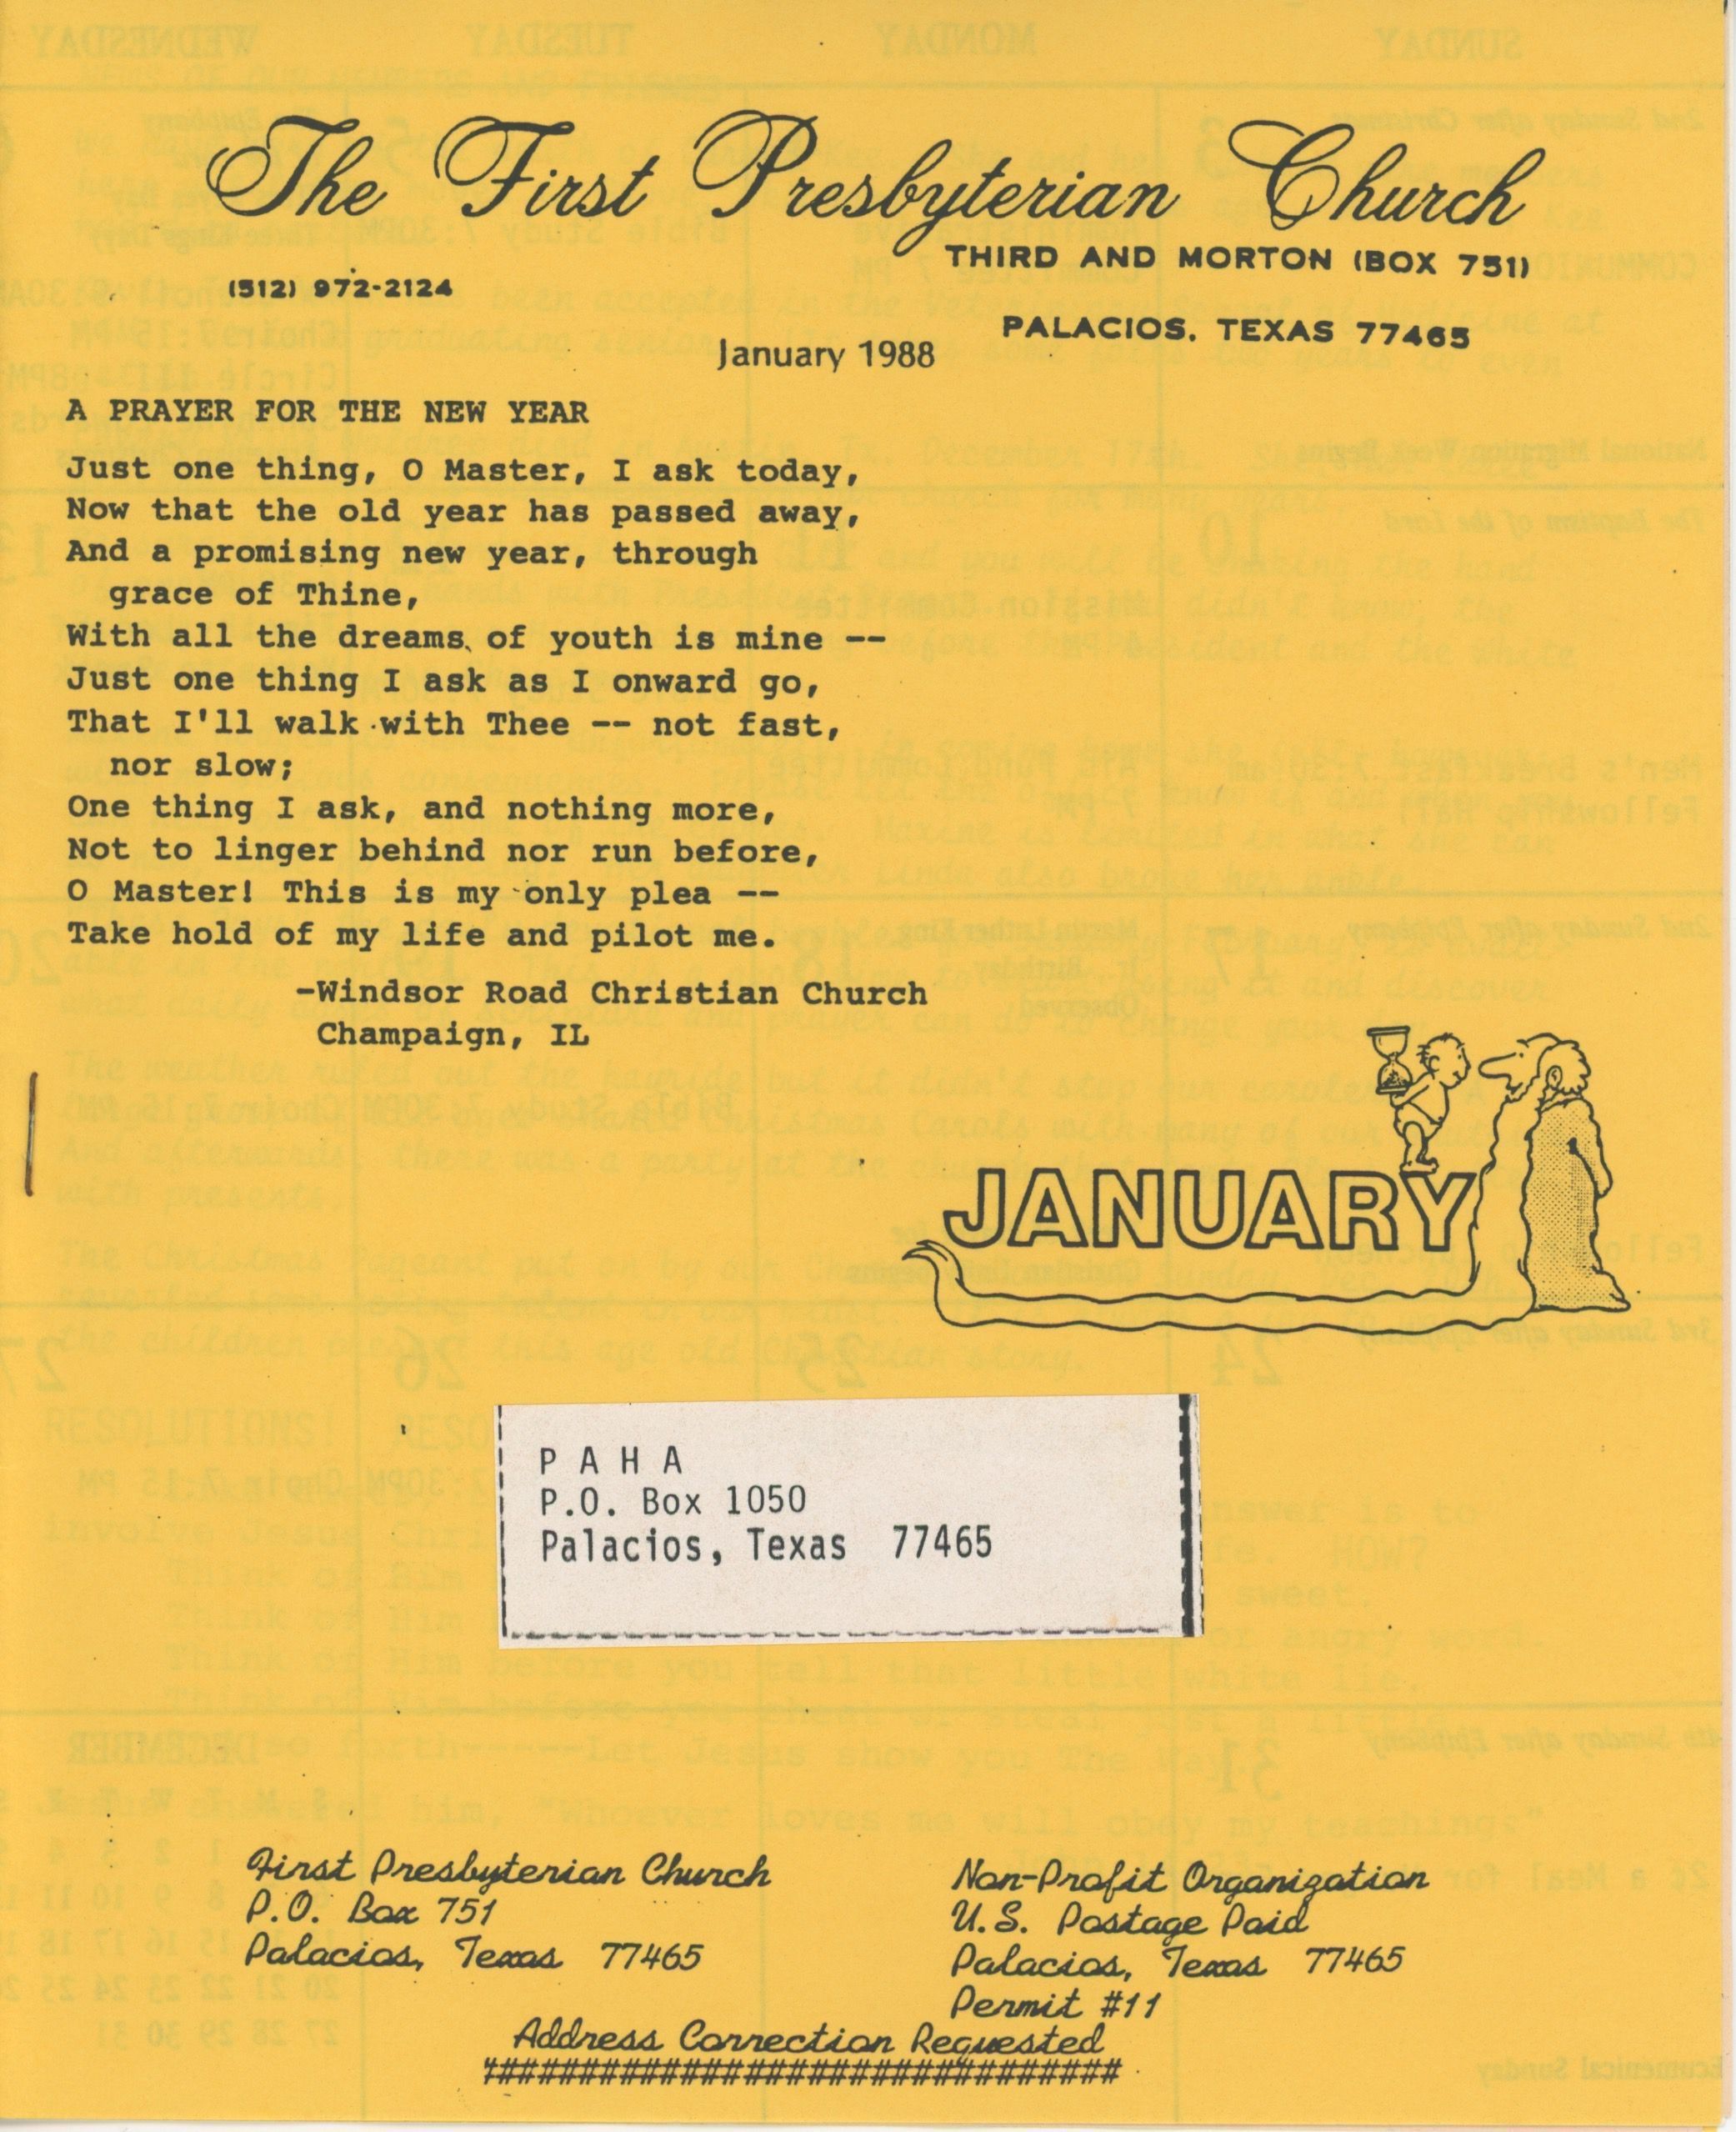 The First Presbyterian Church
THIRD AND MORTON (BOX 751)
(512) 972-2124
PALACIOS, TEXAS 77465
January 1988
A PRAYER FOR THE NEW YEAR
Just one thing, O Master, I ask today,
Now that the old year has passed away,
And a promising new year, through
grace of Thine,
With all the dreams of youth is mine --
Just one thing I ask as I onward go,
That I'll walk with Thee -- not fast,
nor slow;
One thing I ask, and nothing more,
Not to linger behind nor run before,
O Master! This is my only plea --
Take hold of my life and pilot me.
-Windsor Road Christian Church
Champaign, IL
JANUARY
P A H A
P.O. Box 1050
Palacios, Texas 77465
First Presbyterian Church
P.O. Box 751
Palacios, Texas 77465
Non-Profit Organization
U.S. Postage Paid
Palacios, Texas 77465
Permit #11
Address Correction Requested
################################